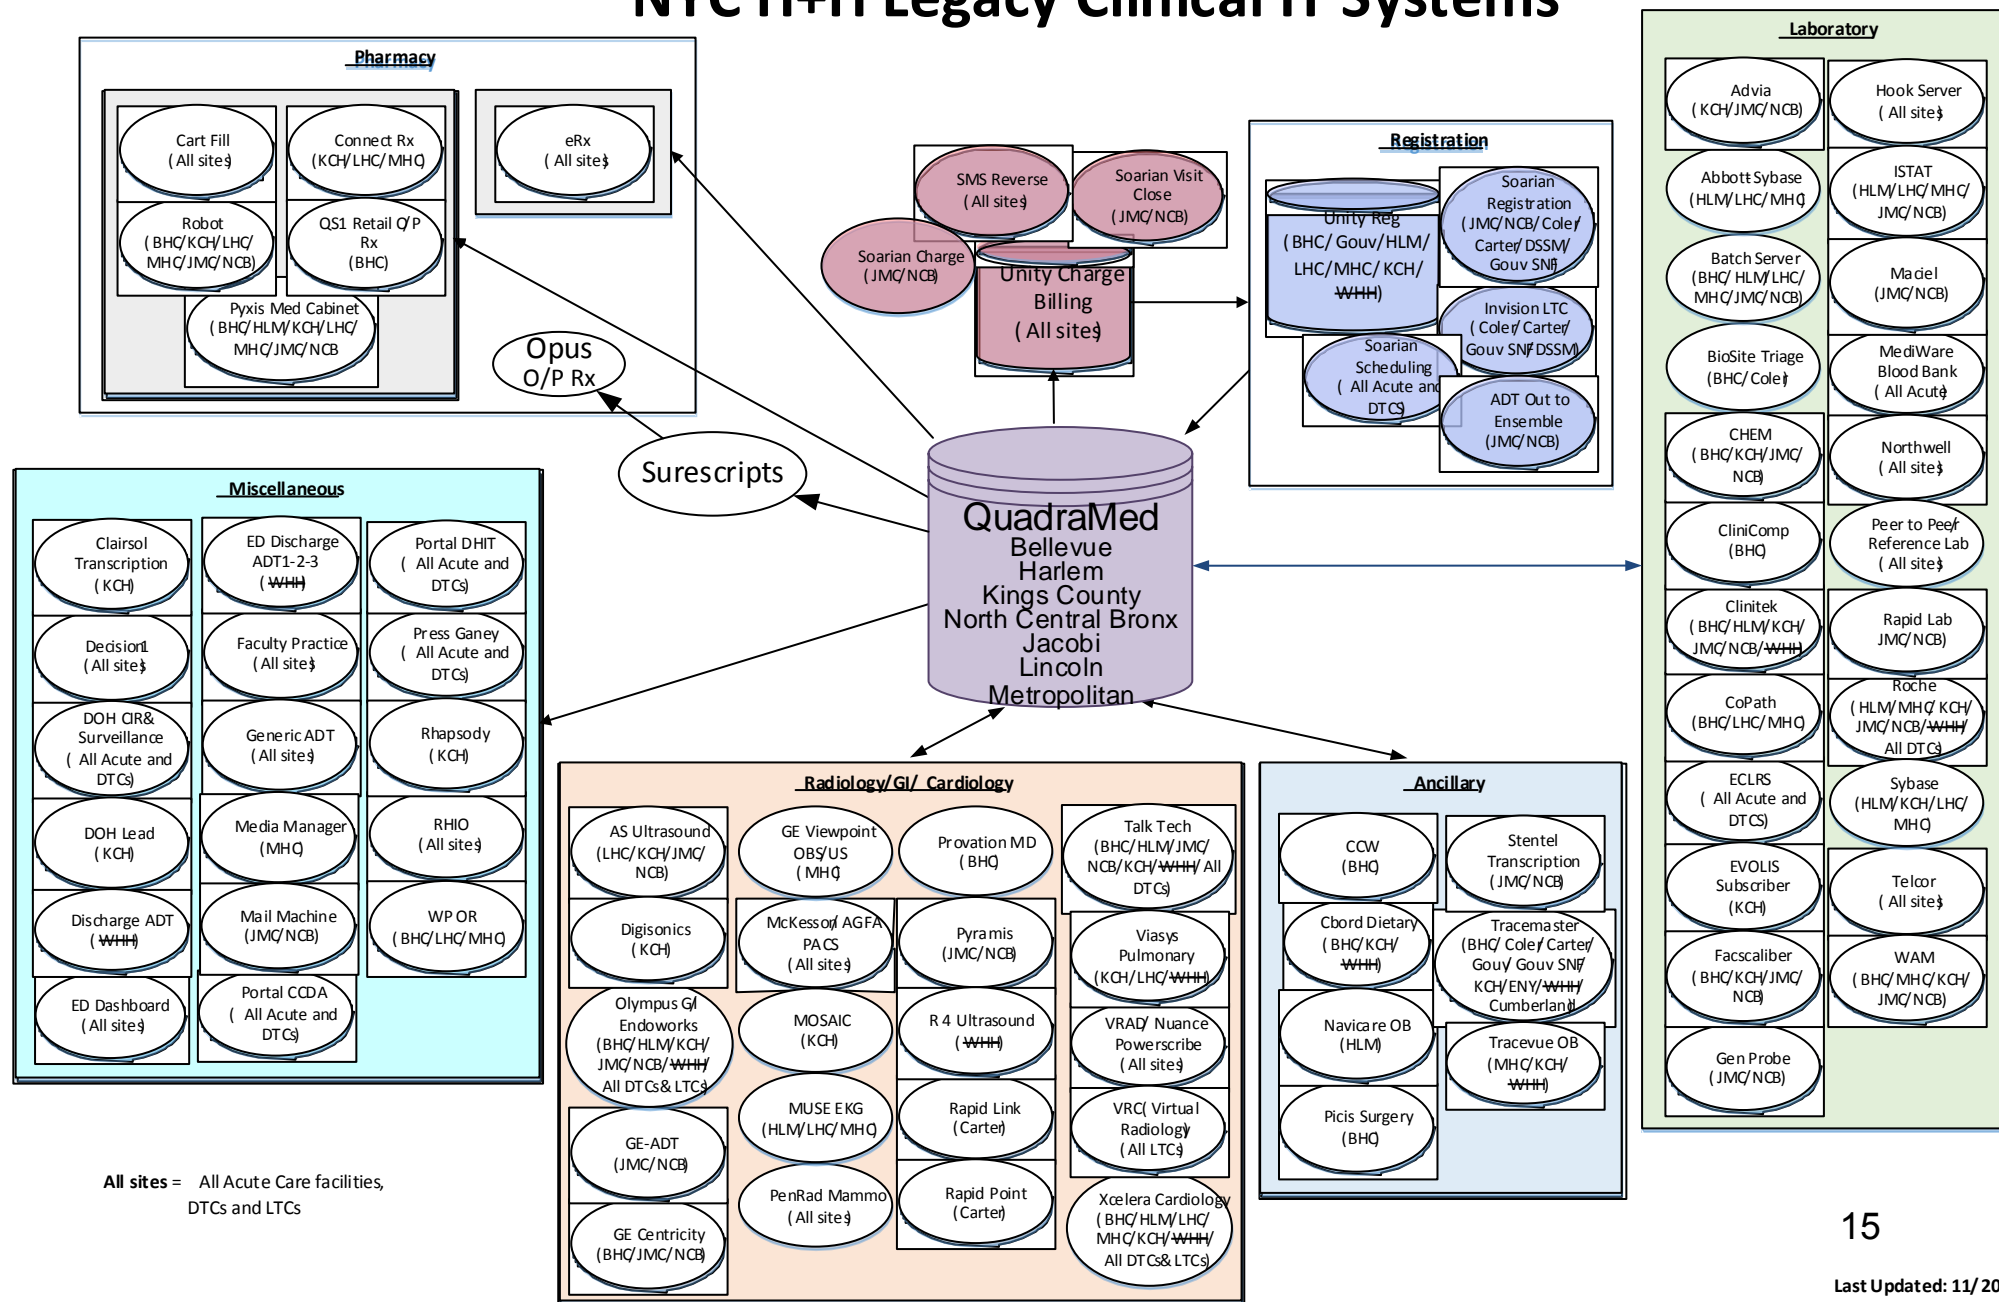 NYC H+H Legacy Clinical IT Systems
Pharmacy
Cart Fill
(All sites)
Connect Rx
(KCH/LHC/MHC)
eRx
(All sites)
Robot
(BHC/KCH/LHC/
MHC/JMC/NCB)
QS1 Retail O/P
Rx
(BHC)
Pyxis Med Cabinet
(BHC/HLM/KCH/LHC/
MHC/JMC/NCB
Opus
O/P Rx
Surescripts
SMS Reverse
(All sites)
Soarian Visit
Close
(JMC/NCB)
Soarian Charge
(JMC/NCB)
Unity Charge
Billing
(All sites)
Registration
Unity Reg
(BHC/Gouv/HLM/
LHC/MHC/KCH/
WHH)
Soarian
Registration
(JMC/NCB/Coler/
Carter/DSSM/
Gouv SNF)
Invision LTC
(Coler/Carter/
Gouv SNF/DSSM)
Soarian
Scheduling
(All Acute and
DTCS)
ADT Out to
Ensemble
(JMC/NCB)
QuadraMed
Bellevue
Harlem
Kings County
North Central Bronx
Jacobi
Lincoln
Metropolitan
Laboratory
Advia
(KCH/JMC/NCB)
Hook Server
(All sites)
Abbott Sybase
(HLM/LHC/MHC)
ISTAT
(HLM/LHC/MHC/
JMC/NCB)
Batch Server
(BHC/HLM/LHC/
MHC/JMC/NCB)
Maciel
(JMC/NCB)
BioSite Triage
(BHC/Coler)
MediWare
Blood Bank
(All Acute)
CHEM
(BHC/KCH/JMC/
NCB)
Northwell
(All sites)
CliniComp
(BHC)
Peer to Peer/
Reference Lab
(All sites)
Clinitek
(BHC/HLM/KCH/
JMC/NCB/WHH)
Rapid Lab
JMC/NCB)
CoPath
(BHC/LHC/MHC)
Roche
(HLM/MHC/KCH/
JMC/NCB/WHH/
All DTCs)
ECLRS
(All Acute and
DTCS)
Sybase
(HLM/KCH/LHC/
MHC)
EVOLIS
Subscriber
(KCH)
Telcor
(All sites)
Facscaliber
(BHC/KCH/JMC/
NCB)
WAM
(BHC/MHC/KCH/
JMC/NCB)
Gen Probe
(JMC/NCB)
Miscellaneous
Clairsol
Transcription
(KCH)
ED Discharge
ADT1-2-3
(WHH)
Portal DHIT
(All Acute and
DTCs)
Decision1
(All sites)
Faculty Practice
(All sites)
Press Ganey
(All Acute and
DTCs)
DOH CIR&
Surveillance
(All Acute and
DTCs)
Generic ADT
(All sites)
Rhapsody
(KCH)
DOH Lead
(KCH)
Media Manager
(MHC)
RHIO
(All sites)
Discharge ADT
(WHH)
Mail Machine
(JMC/NCB)
WP OR
(BHC/LHC/MHC)
ED Dashboard
(All sites)
Portal CCDA
(All Acute and
DTCs)
Radiology/GI/ Cardiology
AS Ultrasound
(LHC/KCH/JMC/
NCB)
GE Viewpoint
OBS/US
(MHC)
Provation MD
(BHC)
Talk Tech
(BHC/HLM/JMC/
NCB/KCH/WHH/All
DTCs)
Digisonics
(KCH)
McKesson/AGFA
PACS
(All sites)
Pyramis
(JMC/NCB)
Viasys
Pulmonary
(KCH/LHC/WHH)
Olympus GI/
Endoworks
(BHC/HLM/KCH/
JMC/NCB/WHH/
All DTCs&LTCs)
MOSAIC
(KCH)
R 4 Ultrasound
(WHH)
VRAD/Nuance
Powerscribe
(All sites)
GE-ADT
(JMC/NCB)
MUSE EKG
(HLM/LHC/MHC)
Rapid Link
(Carter)
VRC(Virtual
Radiology)
(All LTCs)
GE Centricity
(BHC/JMC/NCB)
PenRad Mammo
(All sites)
Rapid Point
(Carter)
Xcelera Cardiology
(BHC/HLM/LHC/
MHC/KCH/WHH/
All DTCs&LTCs)
Ancillary
CCW
(BHC)
Stentel
Transcription
(JMC/NCB)
Cbord Dietary
(BHC/KCH/
WHH)
Tracemaster
(BHC/Coler/Carter/
Gouv/Gouv SNF/
KCH/ENY/WHH/
Cumberland)
Navicare OB
(HLM)
Tracevue OB
(MHC/KCH/
WHH)
Picis Surgery
(BHC)
All sites = All Acute Care facilities,
DTCs and LTCs
15
Last Updated: 11/20